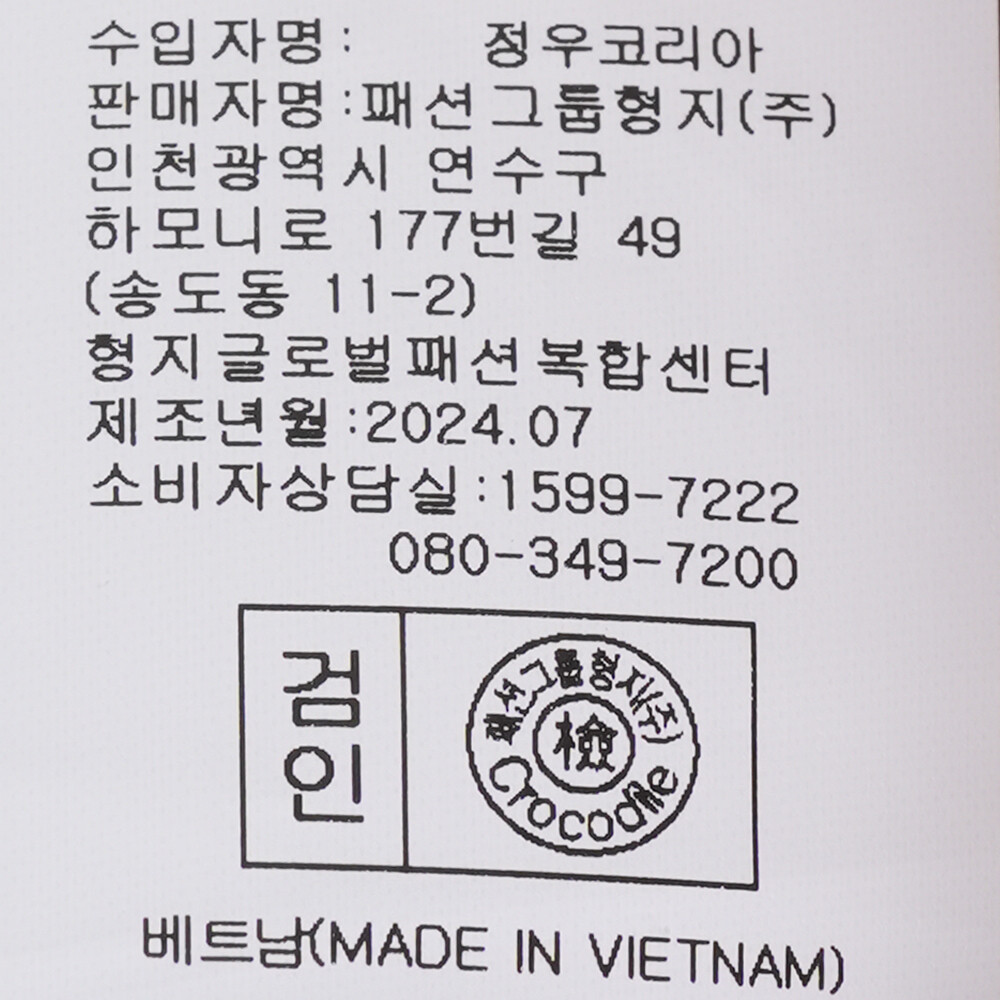 수입자명: 정우코리아
판매자명:패션그룹형지(주)
인천광역시 연수구
하모니로 177번길 49
(송도동 11-2)
형지글로벌패션복합센터
제조년월:2024.07
소비자상담실:1599-7222
080-349-7200
검인
패션그룹형지(주)
檢
Crocodile
베트남(MADE IN VIETNAM)